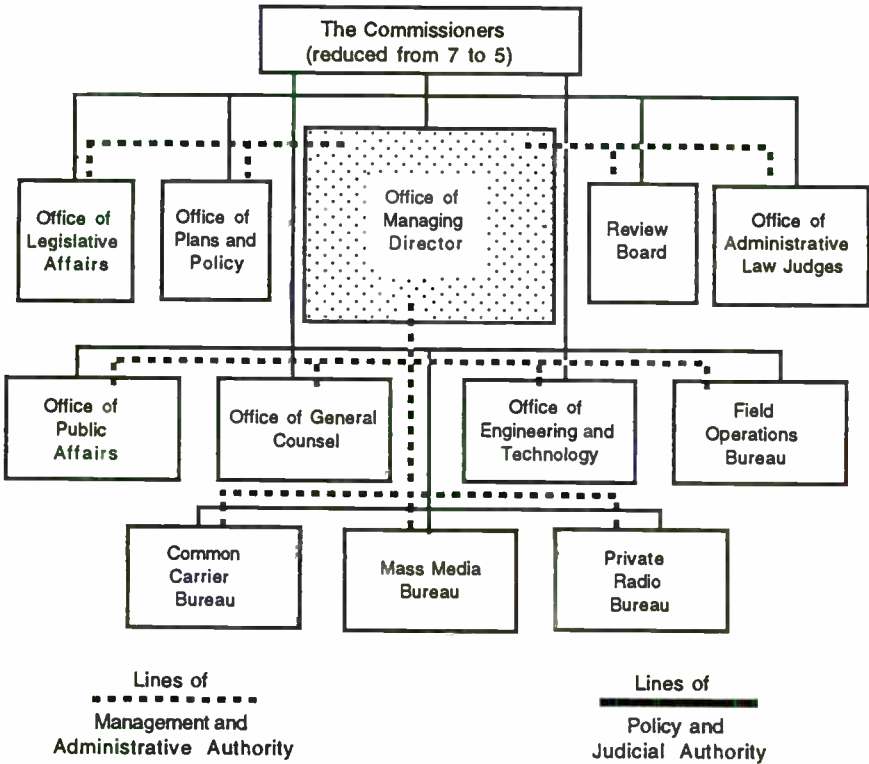 The Commissioners
(reduced from 7 to 5)
Office of
Legislative
Affairs
Office of
Plans and
Policy
Office of
Managing
Director
Review
Board
Office of
Administrative
Law Judges
Office of
Public
Affairs
Office of General
Counsel
Office of
Engineering and
Technology
Field
Operations
Bureau
Common
Carrier
Bureau
Mass Media
Bureau
Private
Radio
Bureau
Lines of
Management and
Administrative Authority
Lines of
Policy and
Judicial Authority